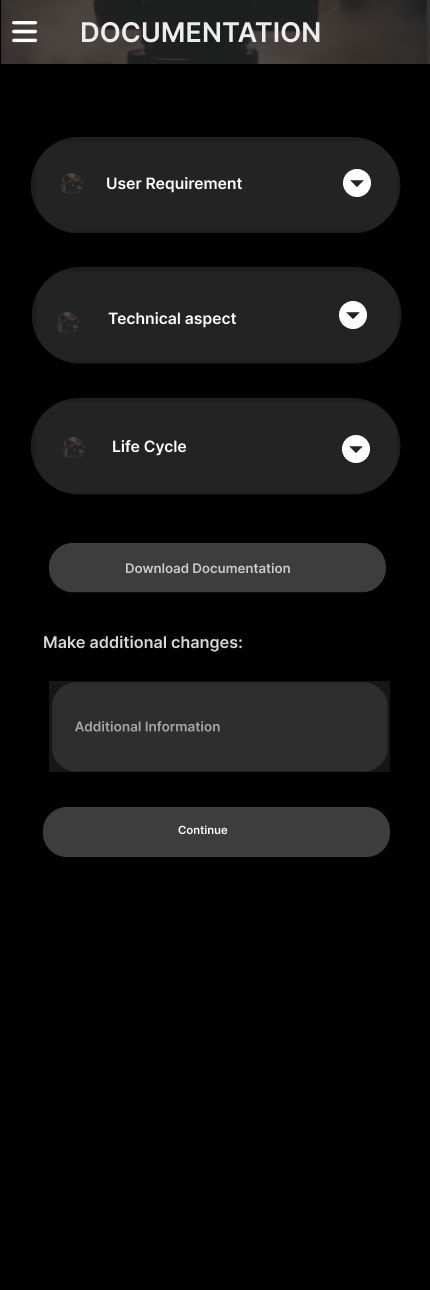 DOCUMENTATION
User Requirement
Technical aspect
Life Cycle
Download Documentation
Make additional changes:
Additional Information
Continue